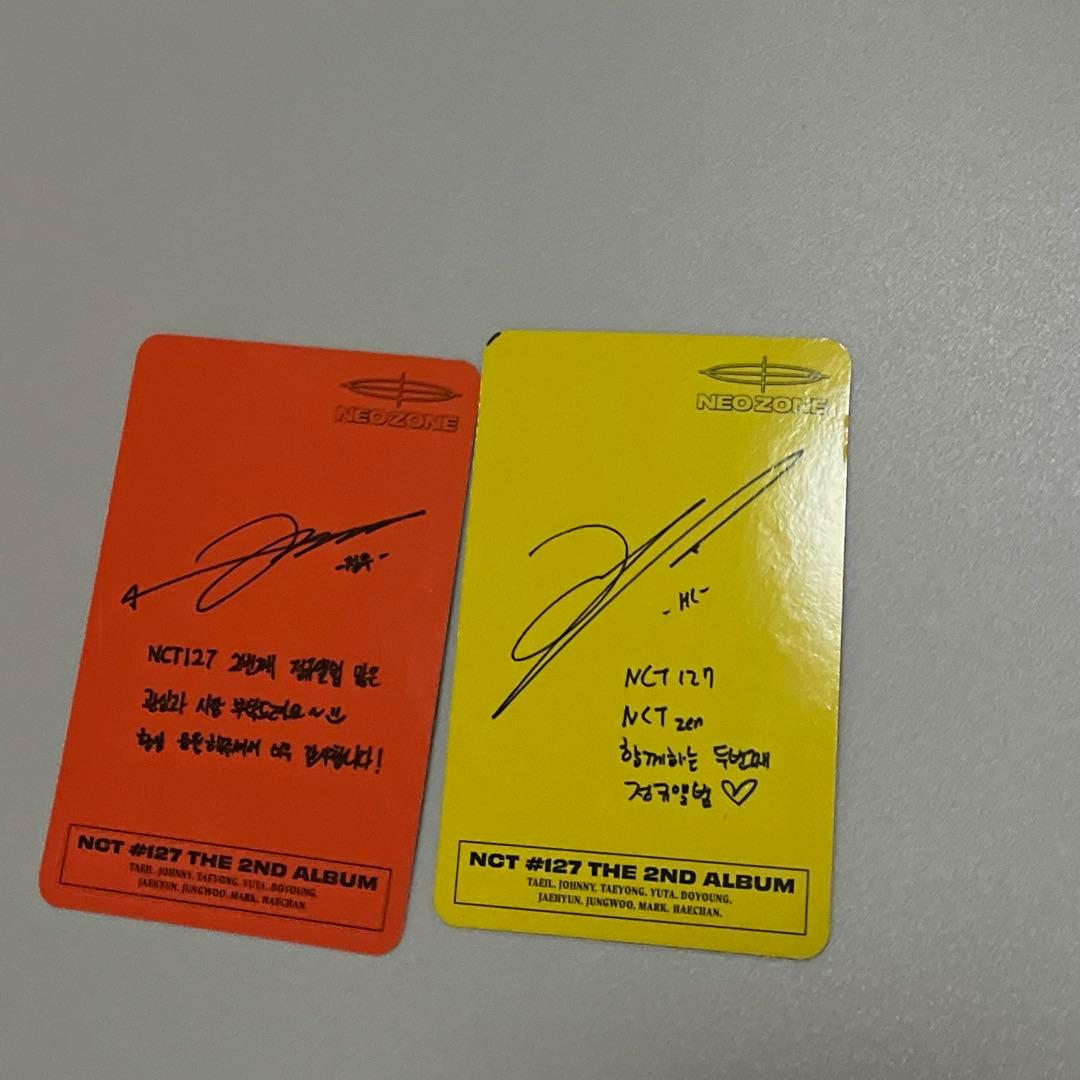 NEOZONE
-정우-
NCT127 2번째 정규앨범 많은
관심과 사랑 부탁드려요~
항상 응원해주셔서 너무 감사합니다!
NCT #127 THE 2ND ALBUM
TAEIL. JOHNNY. TAEYONG. YUTA. DOYOUNG.
JAEHYUN. JUNGWOO. MARK. HAECHAN.
NEOZONE
-HC-
NCT 127
NCT zen
함께하는 두번째
정규앨범 ♡
NCT #127 THE 2ND ALBUM
TAEIL. JOHNNY. TAEYONG. YUTA. DOYOUNG.
JAEHYUN. JUNGWOO. MARK. HAECHAN.